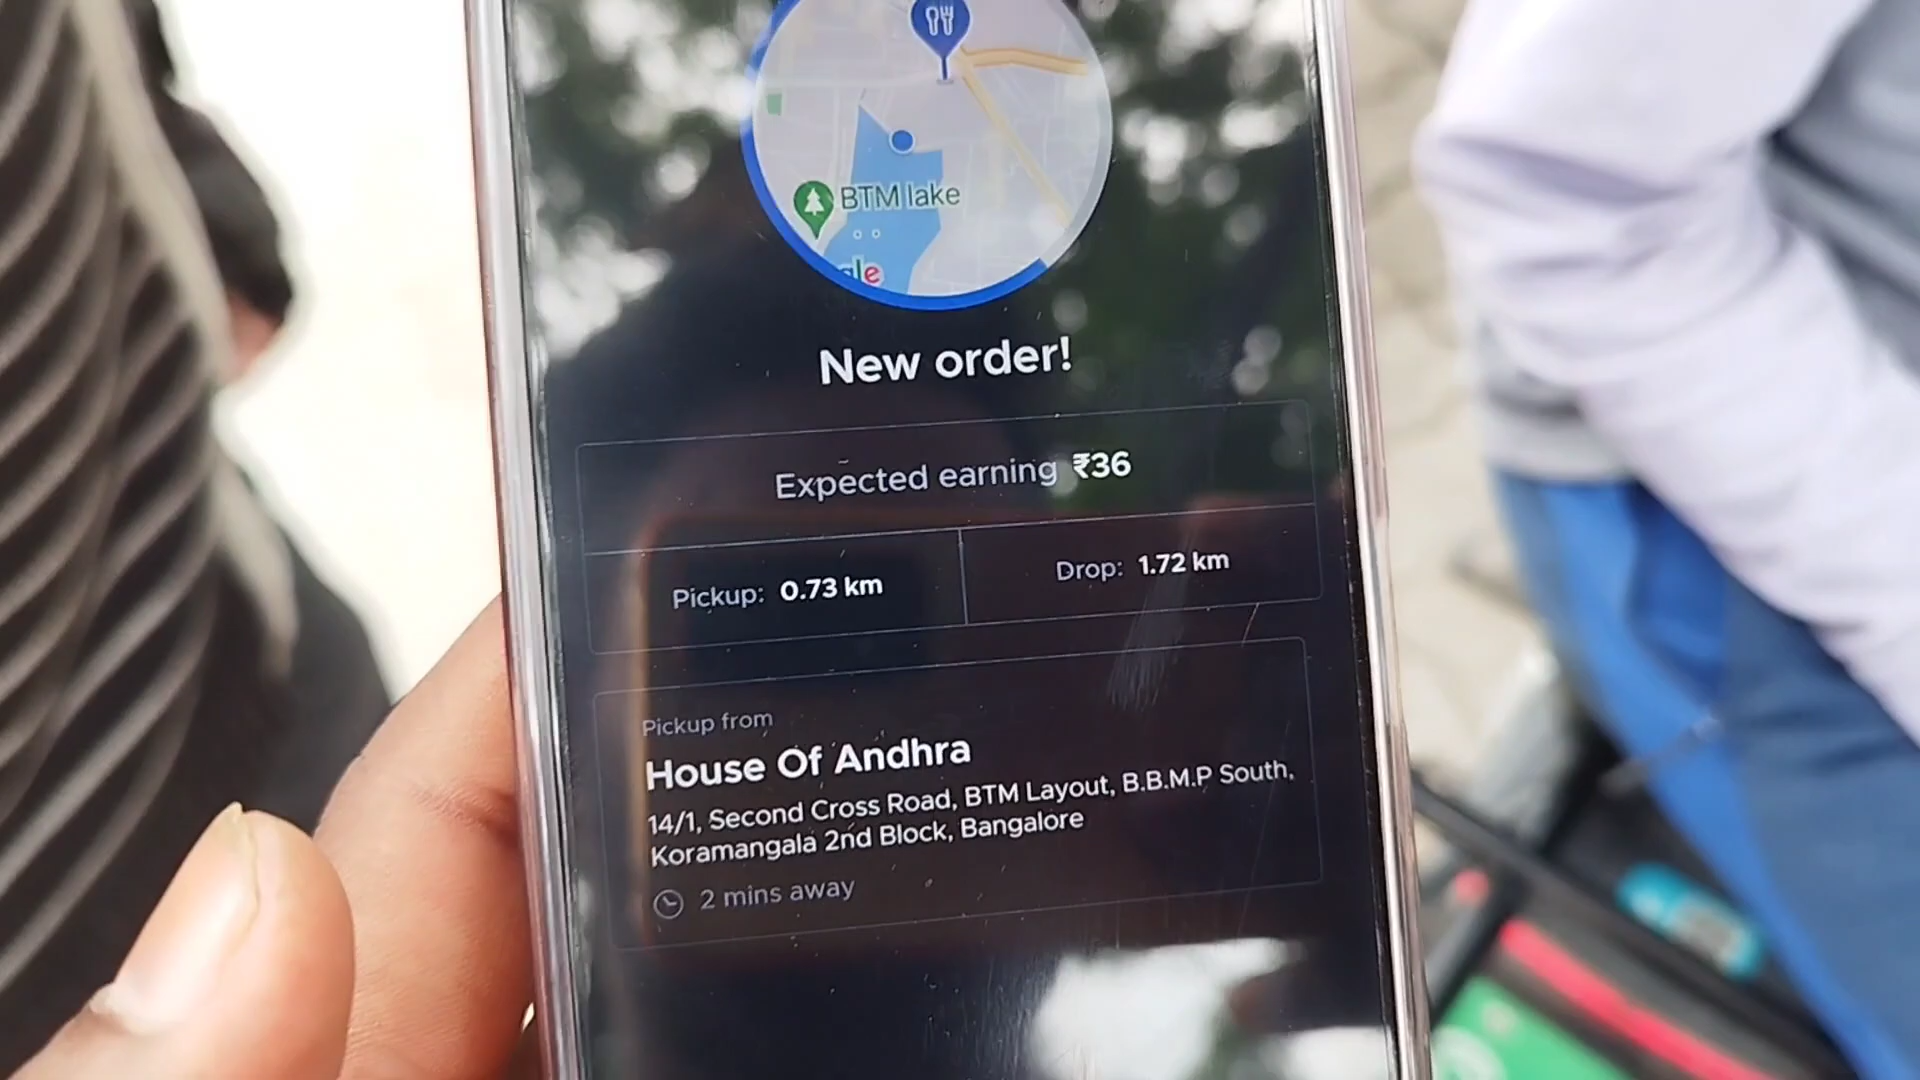 BTM lake
gle
New order!
Expected earning ₹36
Pickup: 0.73 km
Drop: 1.72 km
Pickup from
House Of Andhra
14/1, Second Cross Road, BTM Layout, B.B.M.P South,
Koramangala 2nd Block, Bangalore
2 mins away